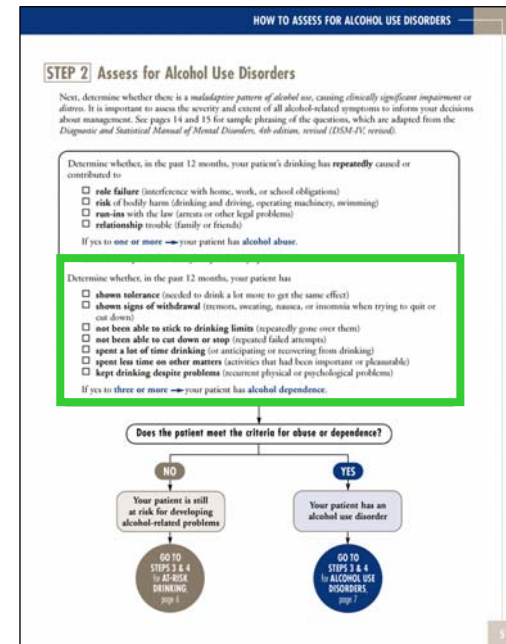 HOW TO ASSESS FOR ALCOHOL USE DISORDERS
STEP 2 Assess for Alcohol Use Disorders
Next, determine whether there is a maladaptive pattern of alcohol use, causing clinically significant impairment or
distress. It is important to assess the severity and extent of all alcohol-related symptoms to inform your decisions
about management. See pages 14 and 15 for sample phrasing of the questions, which are adapted from the
Diagnostic and Statistical Manual of Mental Disorders, 4th edition, revised (DSM-IV, revised).
Determine whether, in the past 12 months, your patient's drinking has repeatedly caused or
contributed to
role failure (interference with home, work, or school obligations)
risk of bodily harm (drinking and driving, operating machinery, swimming)
run-ins with the law (arrests or other legal problems)
relationship trouble (family or friends)
If yes to one or more → your patient has alcohol abuse.
Determine whether, in the past 12 months, your patient has
shown tolerance (needed to drink a lot more to get the same effect)
shown signs of withdrawal (tremors, sweating, nausea, or insomnia when trying to quit or
cut down)
not been able to stick to drinking limits (repeatedly gone over them)
not been able to cut down or stop (repeated failed attempts)
spent a lot of time drinking (or anticipating or recovering from drinking)
spent less time on other matters (activities that had been important or pleasurable)
kept drinking despite problems (recurrent physical or psychological problems)
If yes to three or more → your patient has alcohol dependence.
Does the patient meet the criteria for abuse or dependence?
NO
YES
Your patient is still
at risk for developing
alcohol-related problems
Your patient has an
alcohol use disorder
GO TO
STEPS 3 & 4
for AT-RISK
DRINKING,
page 6
GO TO
STEPS 3 & 4
for ALCOHOL USE
DISORDERS,
page 7
5